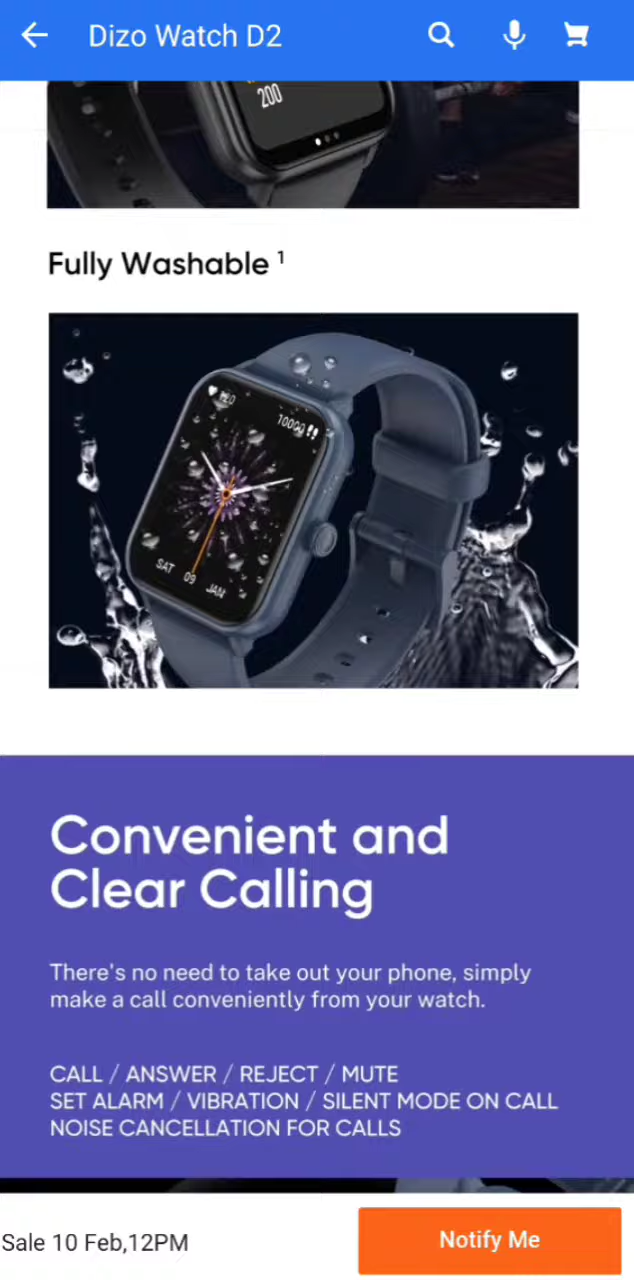 Dizo Watch D2
200
Fully Washable ¹
10000
SAT 09 JAN
Convenient and
Clear Calling
There's no need to take out your phone, simply
make a call conveniently from your watch.
CALL / ANSWER / REJECT / MUTE
SET ALARM / VIBRATION / SILENT MODE ON CALL
NOISE CANCELLATION FOR CALLS
Sale 10 Feb,12PM
Notify Me